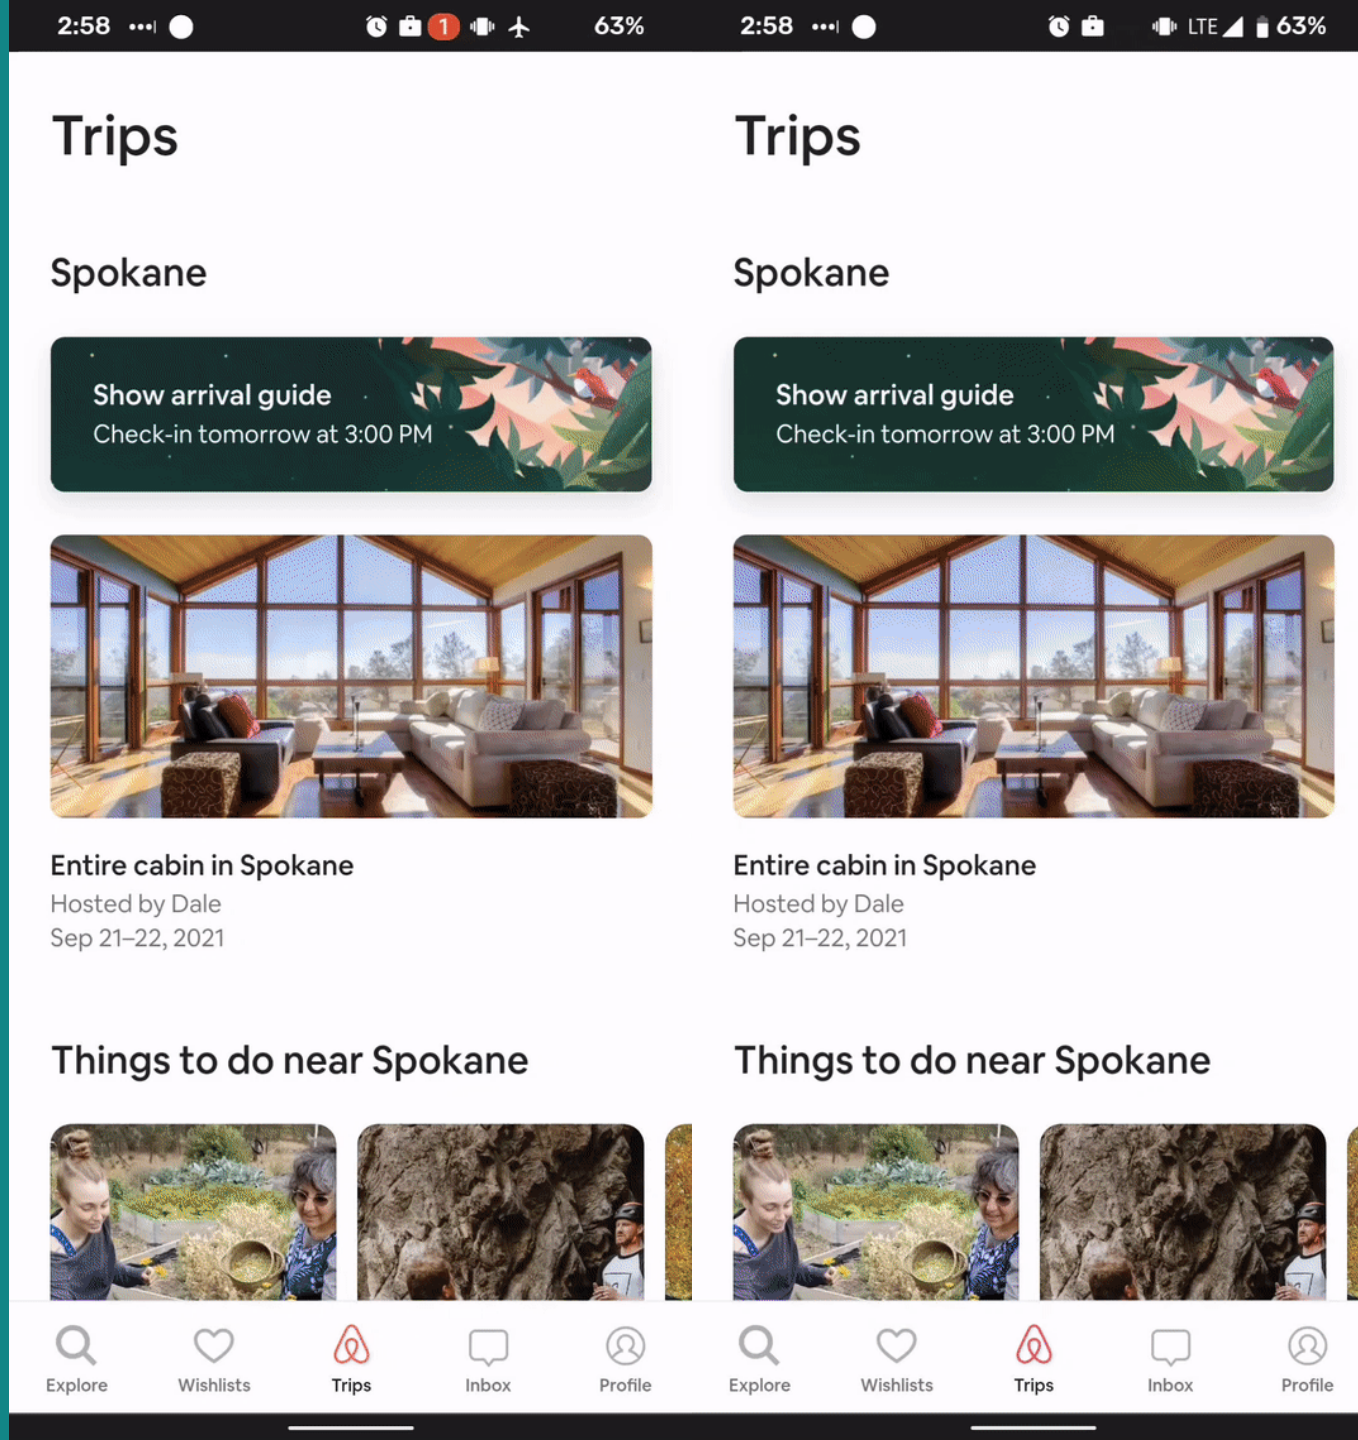 2:58 1 63%
Trips
Spokane
Show arrival guide
Check-in tomorrow at 3:00 PM
Entire cabin in Spokane
Hosted by Dale
Sep 21–22, 2021
Things to do near Spokane
Explore Wishlists Trips Inbox Profile
2:58 LTE 63%
Trips
Spokane
Show arrival guide
Check-in tomorrow at 3:00 PM
Entire cabin in Spokane
Hosted by Dale
Sep 21–22, 2021
Things to do near Spokane
Explore Wishlists Trips Inbox Profile